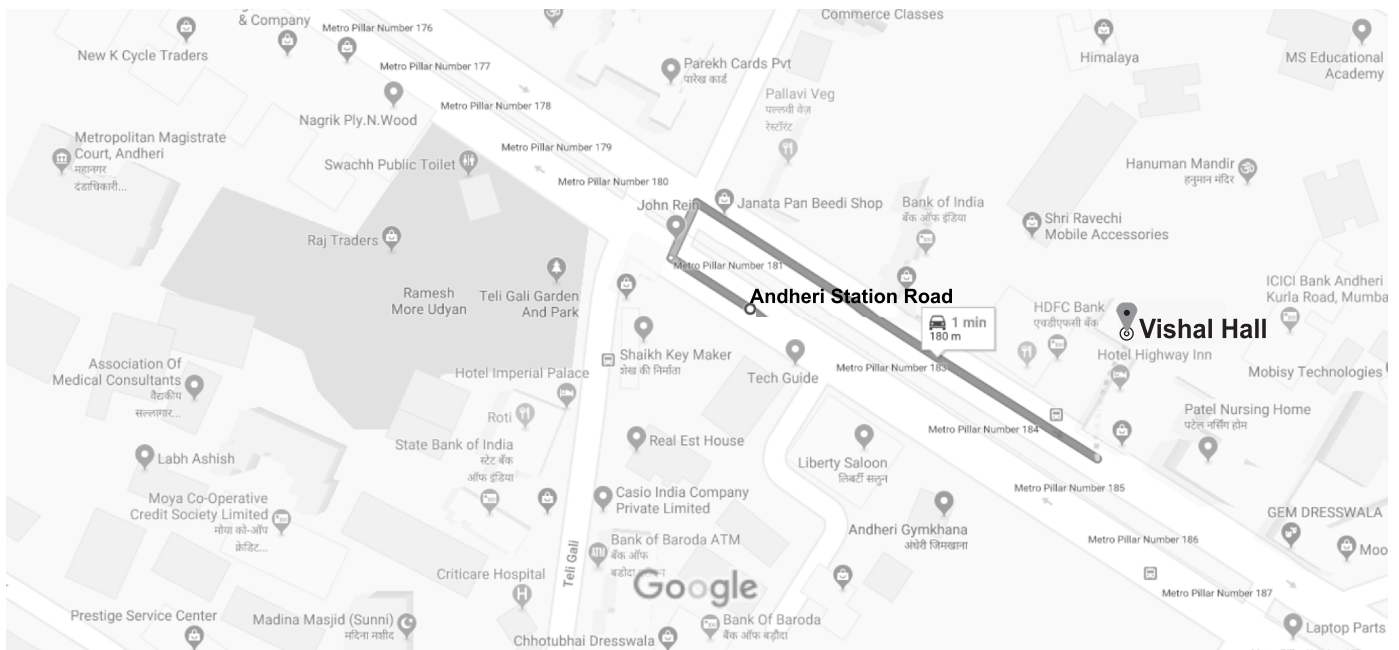 & Company
Metro Pillar Number 176
Commerce Classes
New K Cycle Traders
Metro Pillar Number 177
Parekh Cards Pvt
पारेख कार्ड
Himalaya
MS Educational
Academy
Pallavi Veg
पल्लवी वेज़
रेस्टॉरंट
Metro Pillar Number 178
Nagrik Ply.N.Wood
Metropolitan Magistrate
Court, Andheri
महानगर
दंडाधिकारी...
Metro Pillar Number 179
Swachh Public Toilet
Hanuman Mandir
हनुमान मंदिर
Metro Pillar Number 180
John Rein
Janata Pan Beedi Shop
Bank of India
बैंक ऑफ इंडिया
Shri Ravechi
Mobile Accessories
Raj Traders
Metro Pillar Number 181
Ramesh
More Udyan
Teli Gali Garden
And Park
Andheri Station Road
ICICI Bank Andheri
Kurla Road, Mumba
HDFC Bank
एचडीएफसी बैंक
1 min
180 m
Vishal Hall
Shaikh Key Maker
शेख की निर्माता
Hotel Highway Inn
Association Of
Medical Consultants
वैद्यकीय
सल्लागार...
Hotel Imperial Palace
Tech Guide
Metro Pillar Number 183
Mobisy Technologies
Roti
Patel Nursing Home
पटेल नर्सिंग होम
State Bank of India
स्टेट बैंक
ऑफ इंडिया
Real Est House
Metro Pillar Number 184
Labh Ashish
Liberty Saloon
लिबर्टी सलुन
Metro Pillar Number 185
Moya Co-Operative
Credit Society Limited
मोया को-ऑप
क्रेडिट...
Casio India Company
Private Limited
Andheri Gymkhana
अंधेरी जिमखाना
GEM DRESSWALA
Bank of Baroda ATM
बैंक ऑफ
Metro Pillar Number 186
Moo
Teli Gali
Criticare Hospital
Google
Metro Pillar Number 187
Prestige Service Center
Madina Masjid (Sunni)
मदिना मशीद
Chhotubhai Dresswala
Bank Of Baroda
बैंक ऑफ बड़ौदा
Laptop Parts